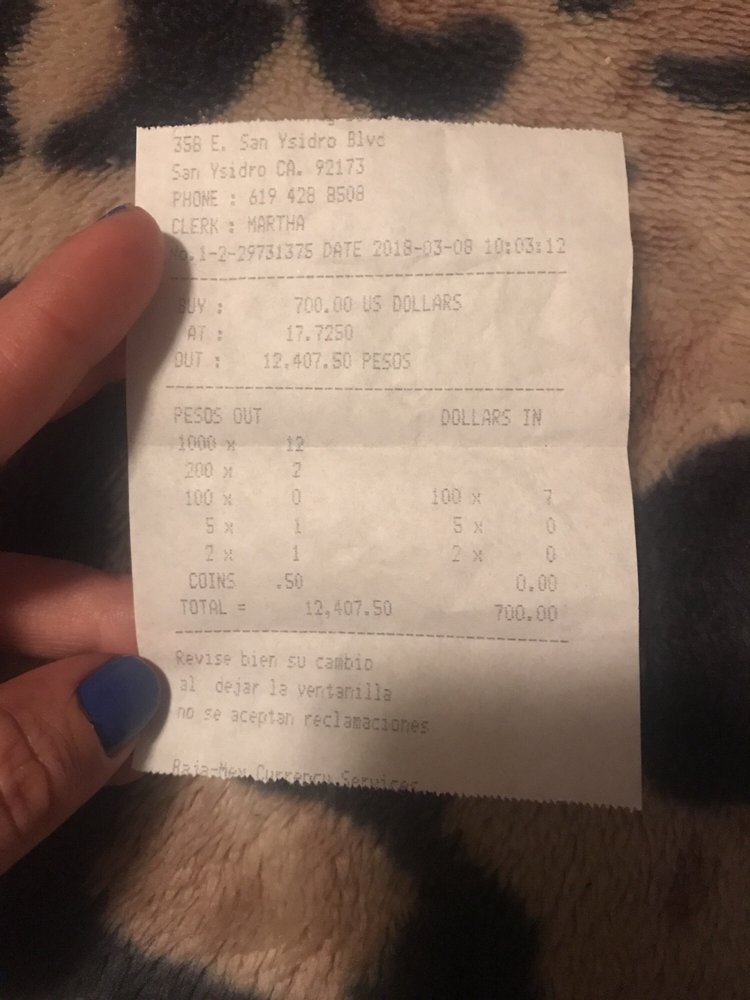 358 E. San Ysidro Blvd
San Ysidro CA. 92173
PHONE : 619 428 8508
CLERK : MARTHA
No.1-2-29731375 DATE 2018-03-08 10:03:12
BUY : 700.00 US DOLLARS
AT : 17.7250
OUT : 12,407.50 PESOS
PESOS OUT DOLLARS IN
1000 x 12
200 x 2
100 x 0 100 x 7
5 x 1 5 x 0
2 x 1 2 x 0
COINS .50 0.00
TOTAL = 12,407.50 700.00
Revise bien su cambio
al dejar la ventanilla
no se aceptan reclamaciones
Baja-Mex Currency Services